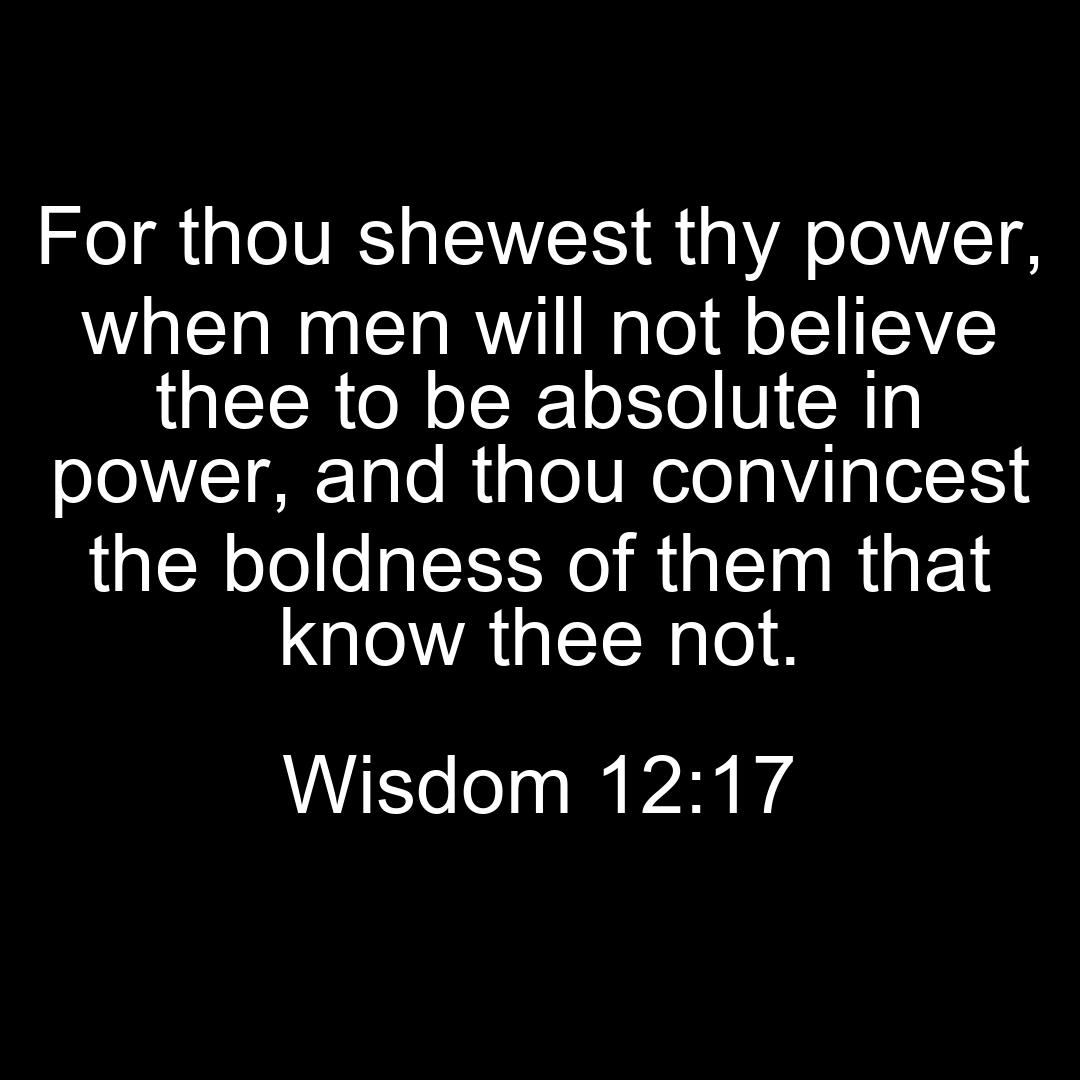 For thou shewest thy power,
when men will not believe
thee to be absolute in
power, and thou convincest
the boldness of them that
know thee not.
Wisdom 12:17